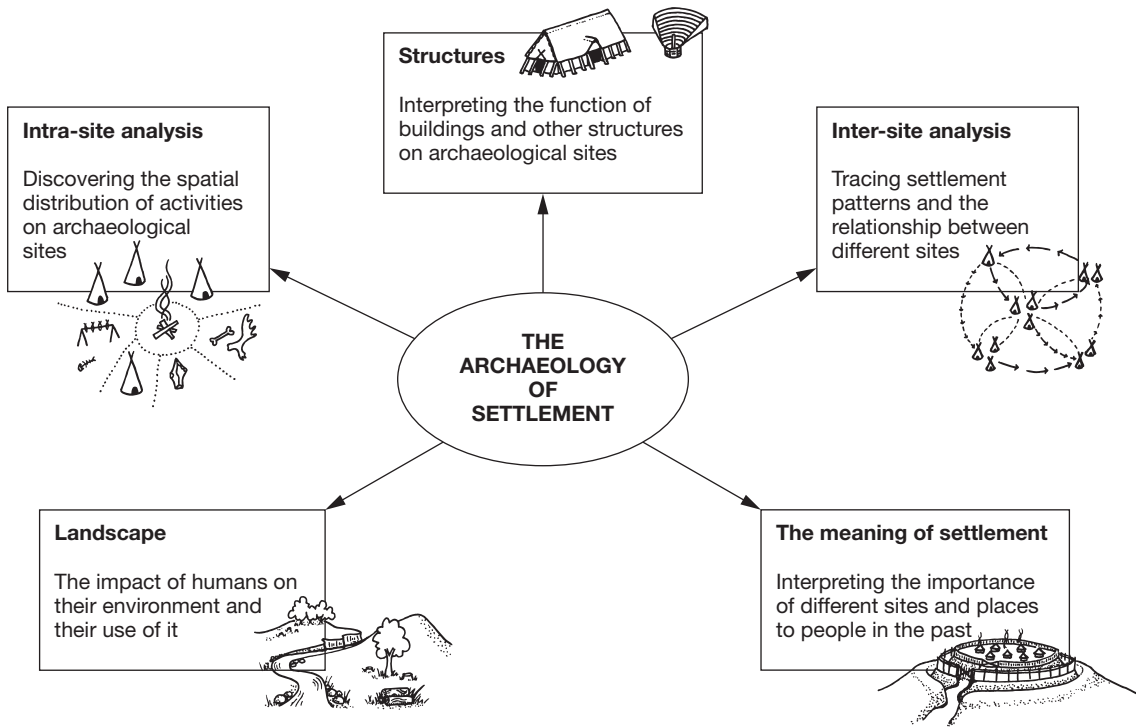 Structures
Interpreting the function of
buildings and other structures
on archaeological sites
Intra-site analysis
Discovering the spatial
distribution of activities
on archaeological
sites
Inter-site analysis
Tracing settlement
patterns and the
relationship between
different sites
THE
ARCHAEOLOGY
OF
SETTLEMENT
Landscape
The impact of humans on
their environment and
their use of it
The meaning of settlement
Interpreting the importance
of different sites and places
to people in the past